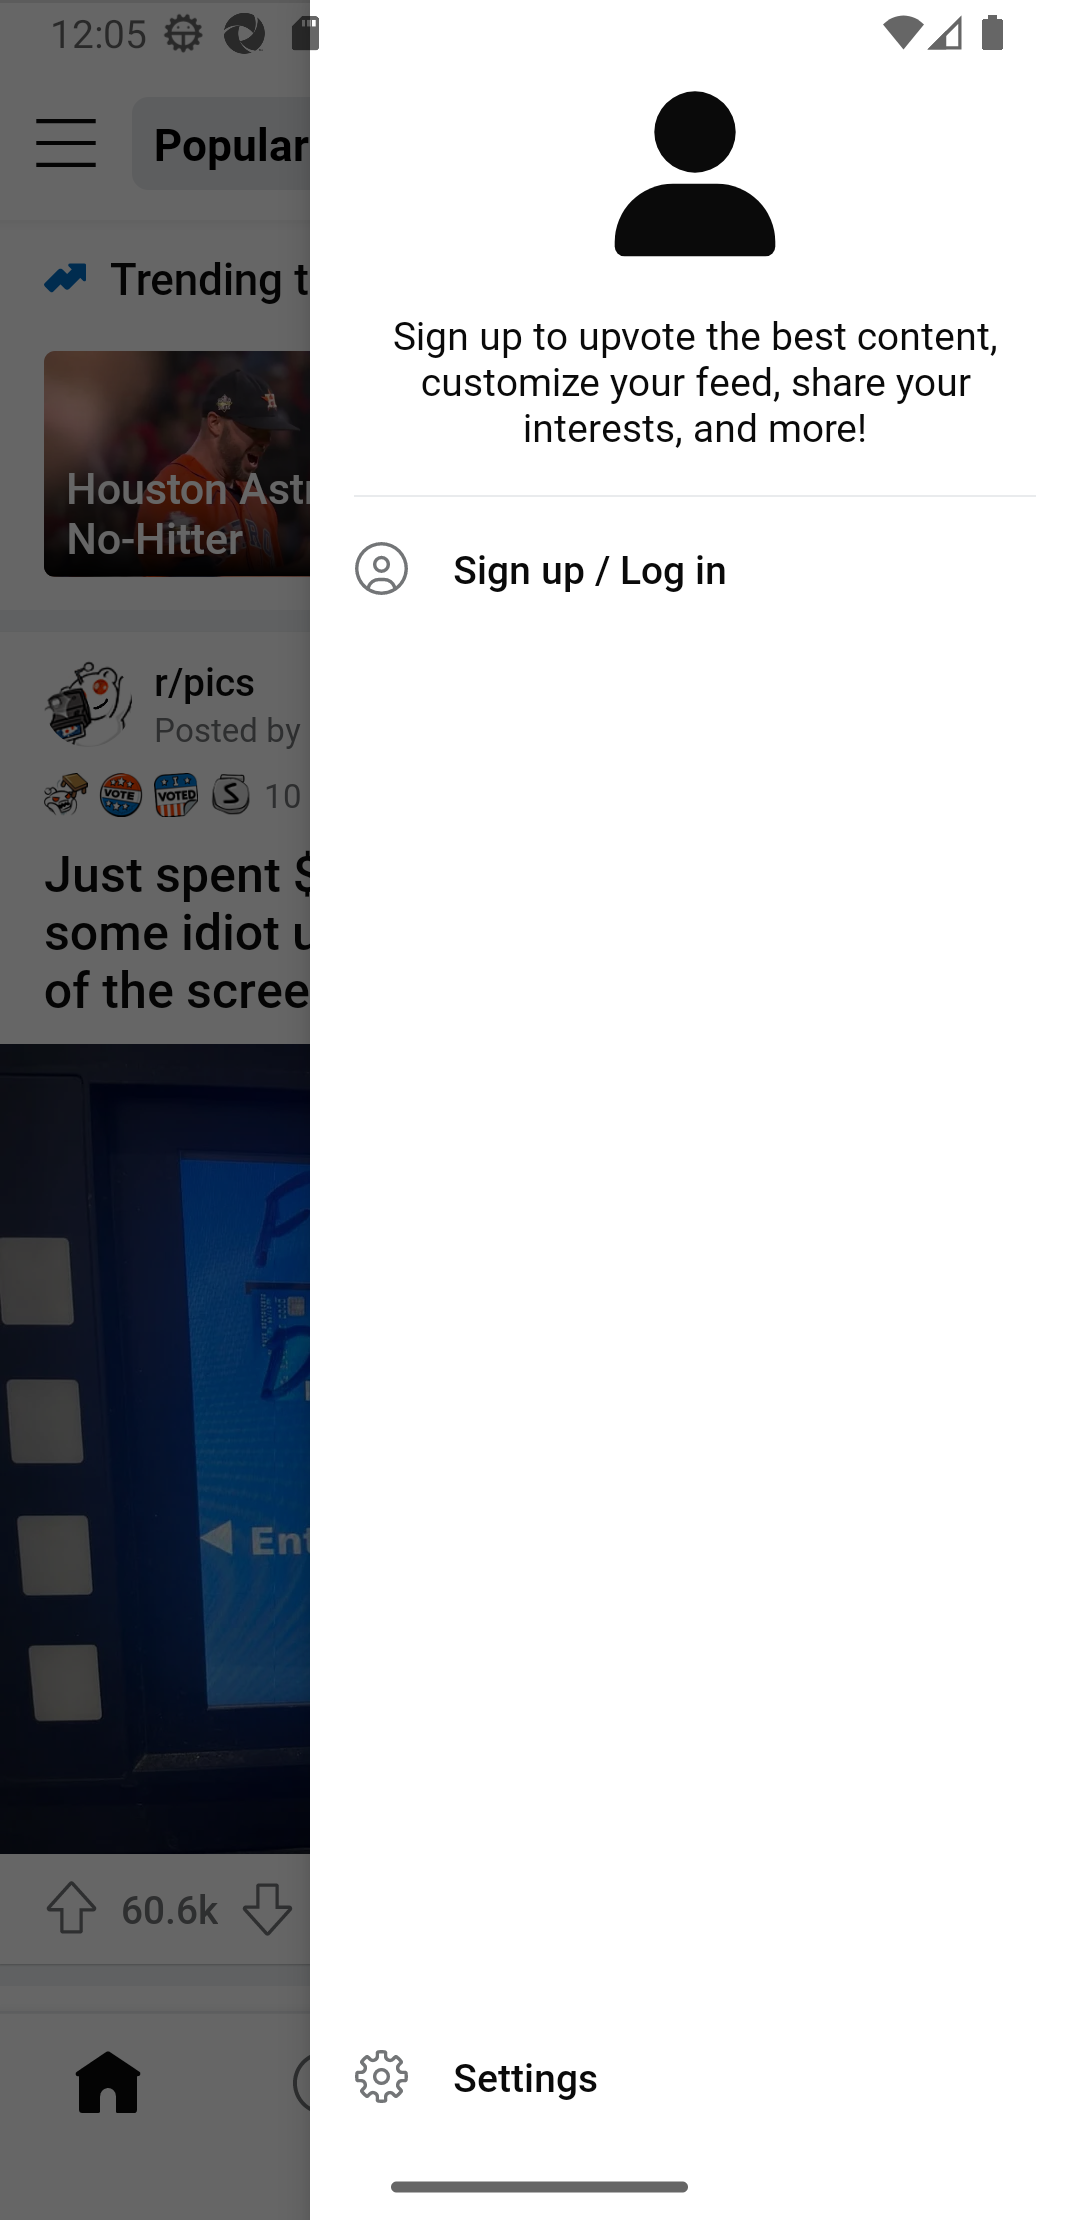 12:05
Popular
Trending t
Houston Astr
No-Hitter
r/pics
Posted by
VOTE
I
VOTED
S
10
Just spent $
some idiot u
of the scree
Ent
60.6k
Sign up to upvote the best content,
customize your feed, share your
interests, and more!
Sign up / Log in
Settings